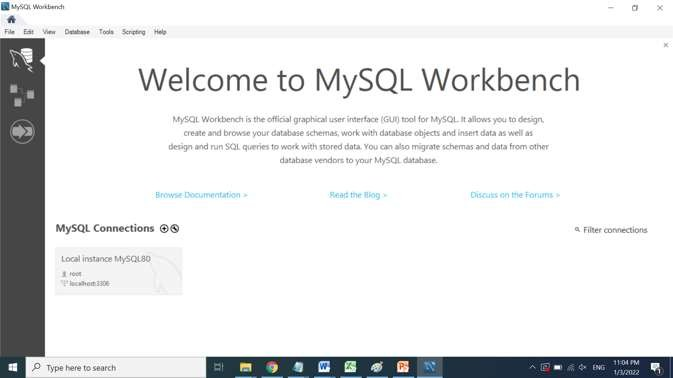 MySQL Workbench
File Edit View Database Tools Scripting Help
Welcome to MySQL Workbench
MySQL Workbench is the official graphical user interface (GUI) tool for MySQL. It allows you to design,
create and browse your database schemas, work with database objects and insert data as well as
design and run SQL queries to work with stored data. You can also migrate schemas and data from other
database vendors to your MySQL database.
Browse Documentation > Read the Blog > Discuss on the Forums >
MySQL Connections
Filter connections
Local instance MySQL80
root
localhost:3306
Type here to search
ENG
11:04 PM
1/3/2022